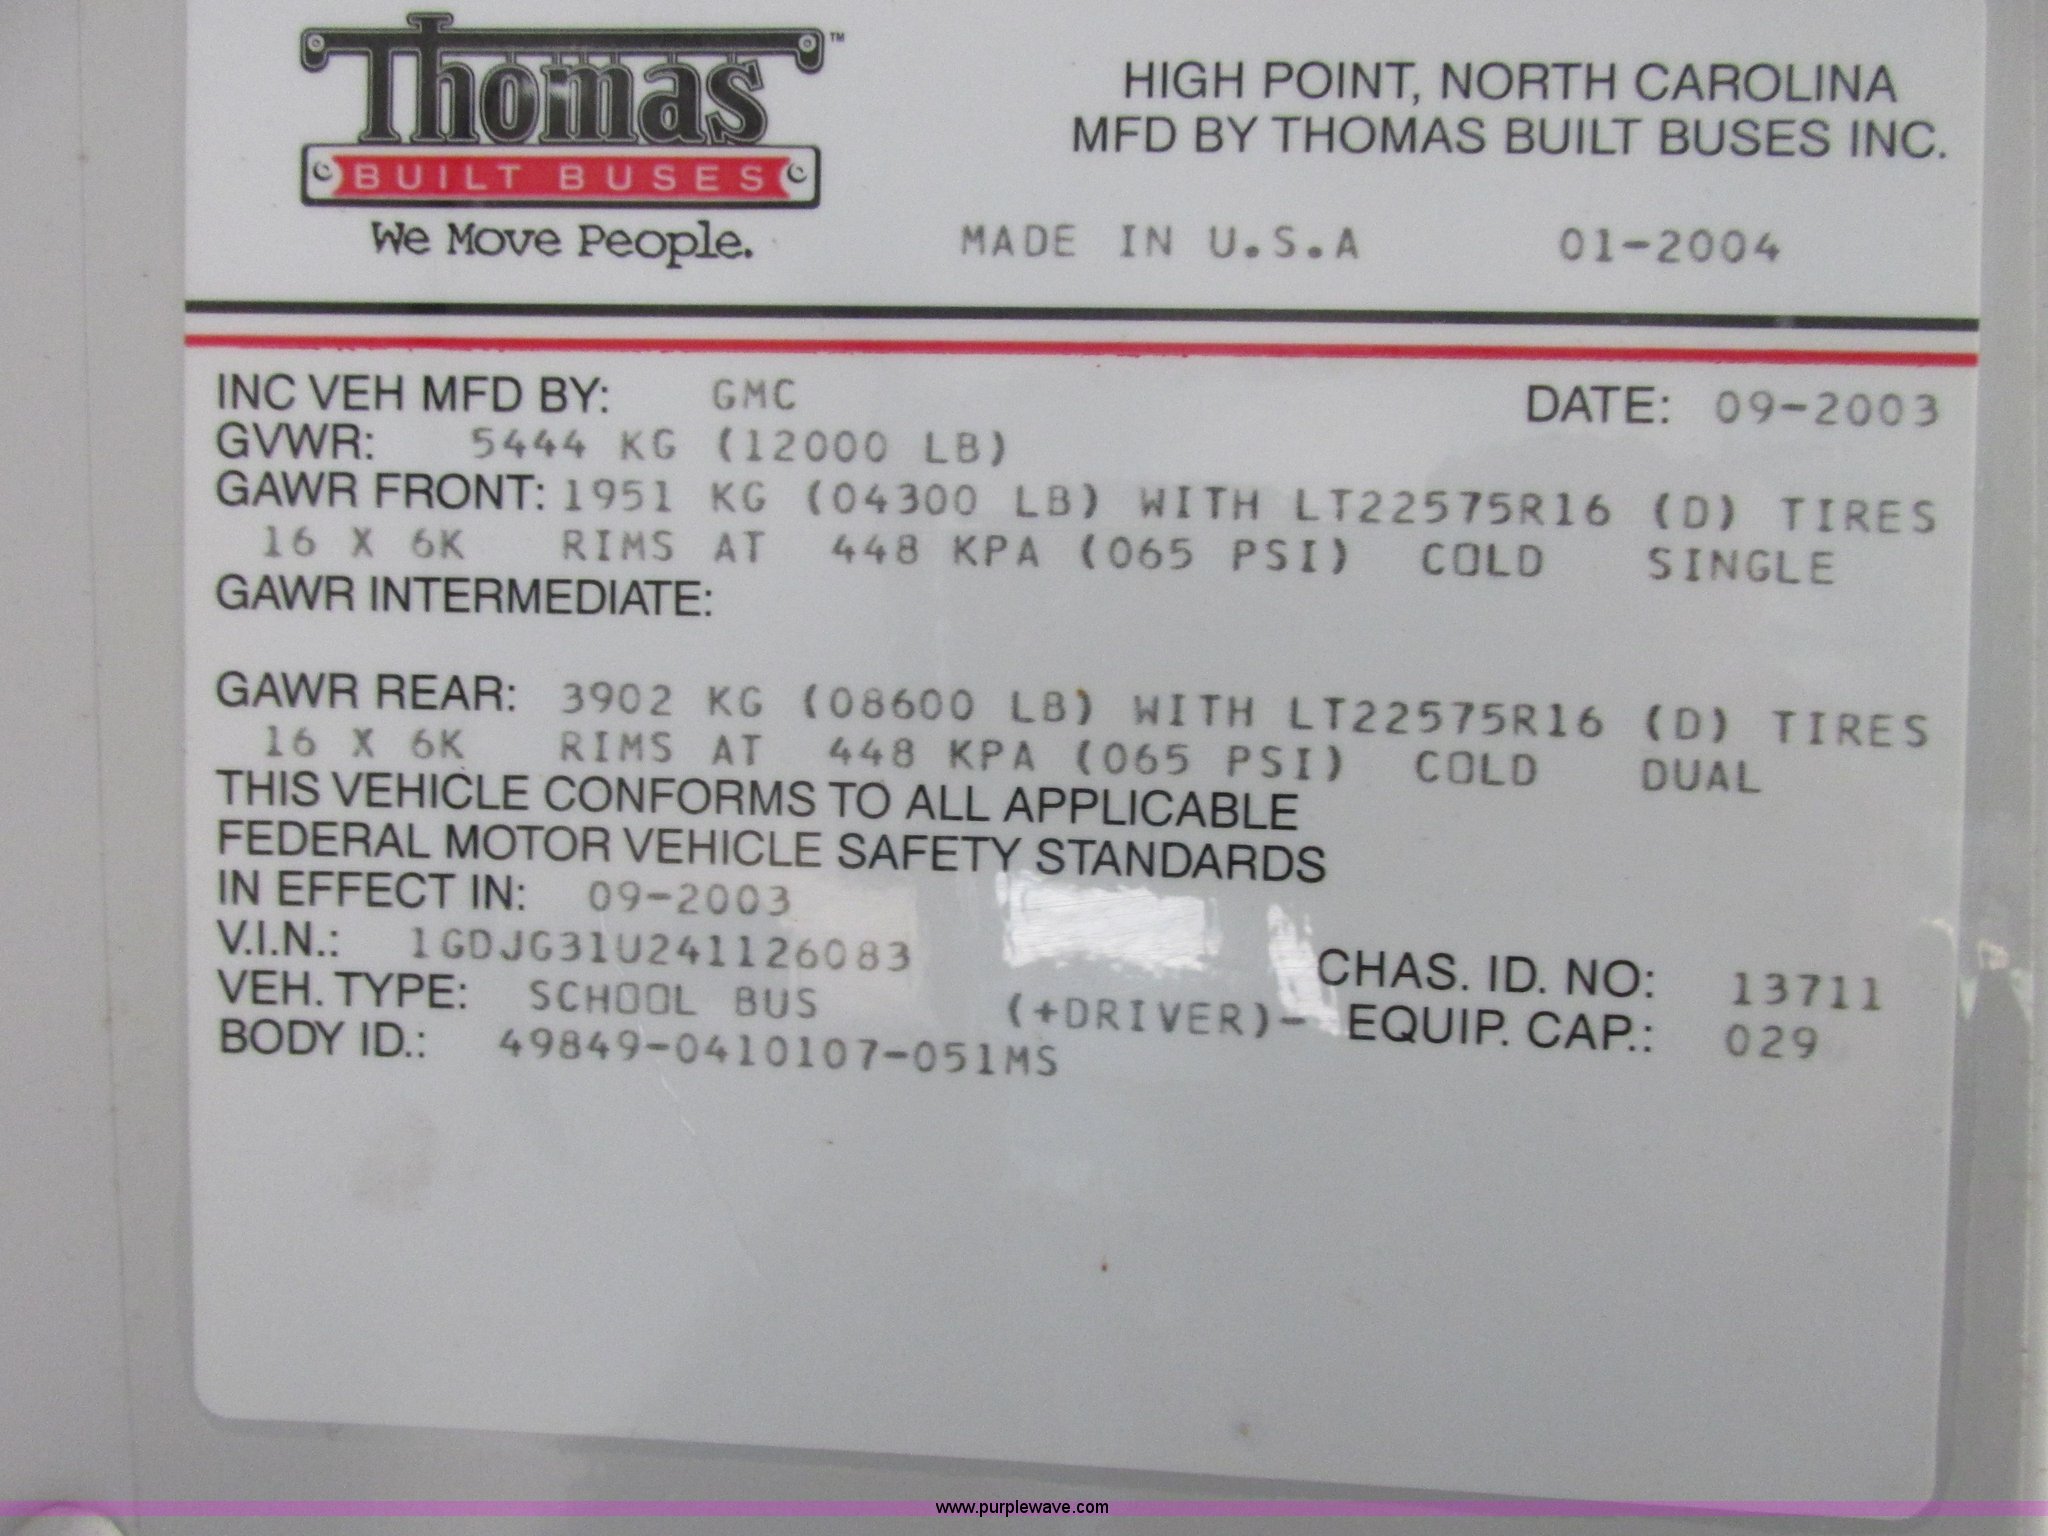 Thomas™
BUILT BUSES
We Move People.
HIGH POINT, NORTH CAROLINA
MFD BY THOMAS BUILT BUSES INC.
MADE IN U.S.A 01-2004
INC VEH MFD BY: GMC DATE: 09-2003
GVWR: 5444 KG (12000 LB)
GAWR FRONT: 1951 KG (04300 LB) WITH LT22575R16 (D) TIRES
16 X 6K RIMS AT 448 KPA (065 PSI) COLD SINGLE
GAWR INTERMEDIATE:
GAWR REAR: 3902 KG (08600 LB) WITH LT22575R16 (D) TIRES
16 X 6K RIMS AT 448 KPA (065 PSI) COLD DUAL
THIS VEHICLE CONFORMS TO ALL APPLICABLE
FEDERAL MOTOR VEHICLE SAFETY STANDARDS
IN EFFECT IN: 09-2003
V.I.N.: 1GDJG31U241126083 CHAS. ID. NO: 13711
VEH. TYPE: SCHOOL BUS (+DRIVER)- EQUIP. CAP.: 029
BODY ID.: 49849-0410107-051MS
www.purplewave.com